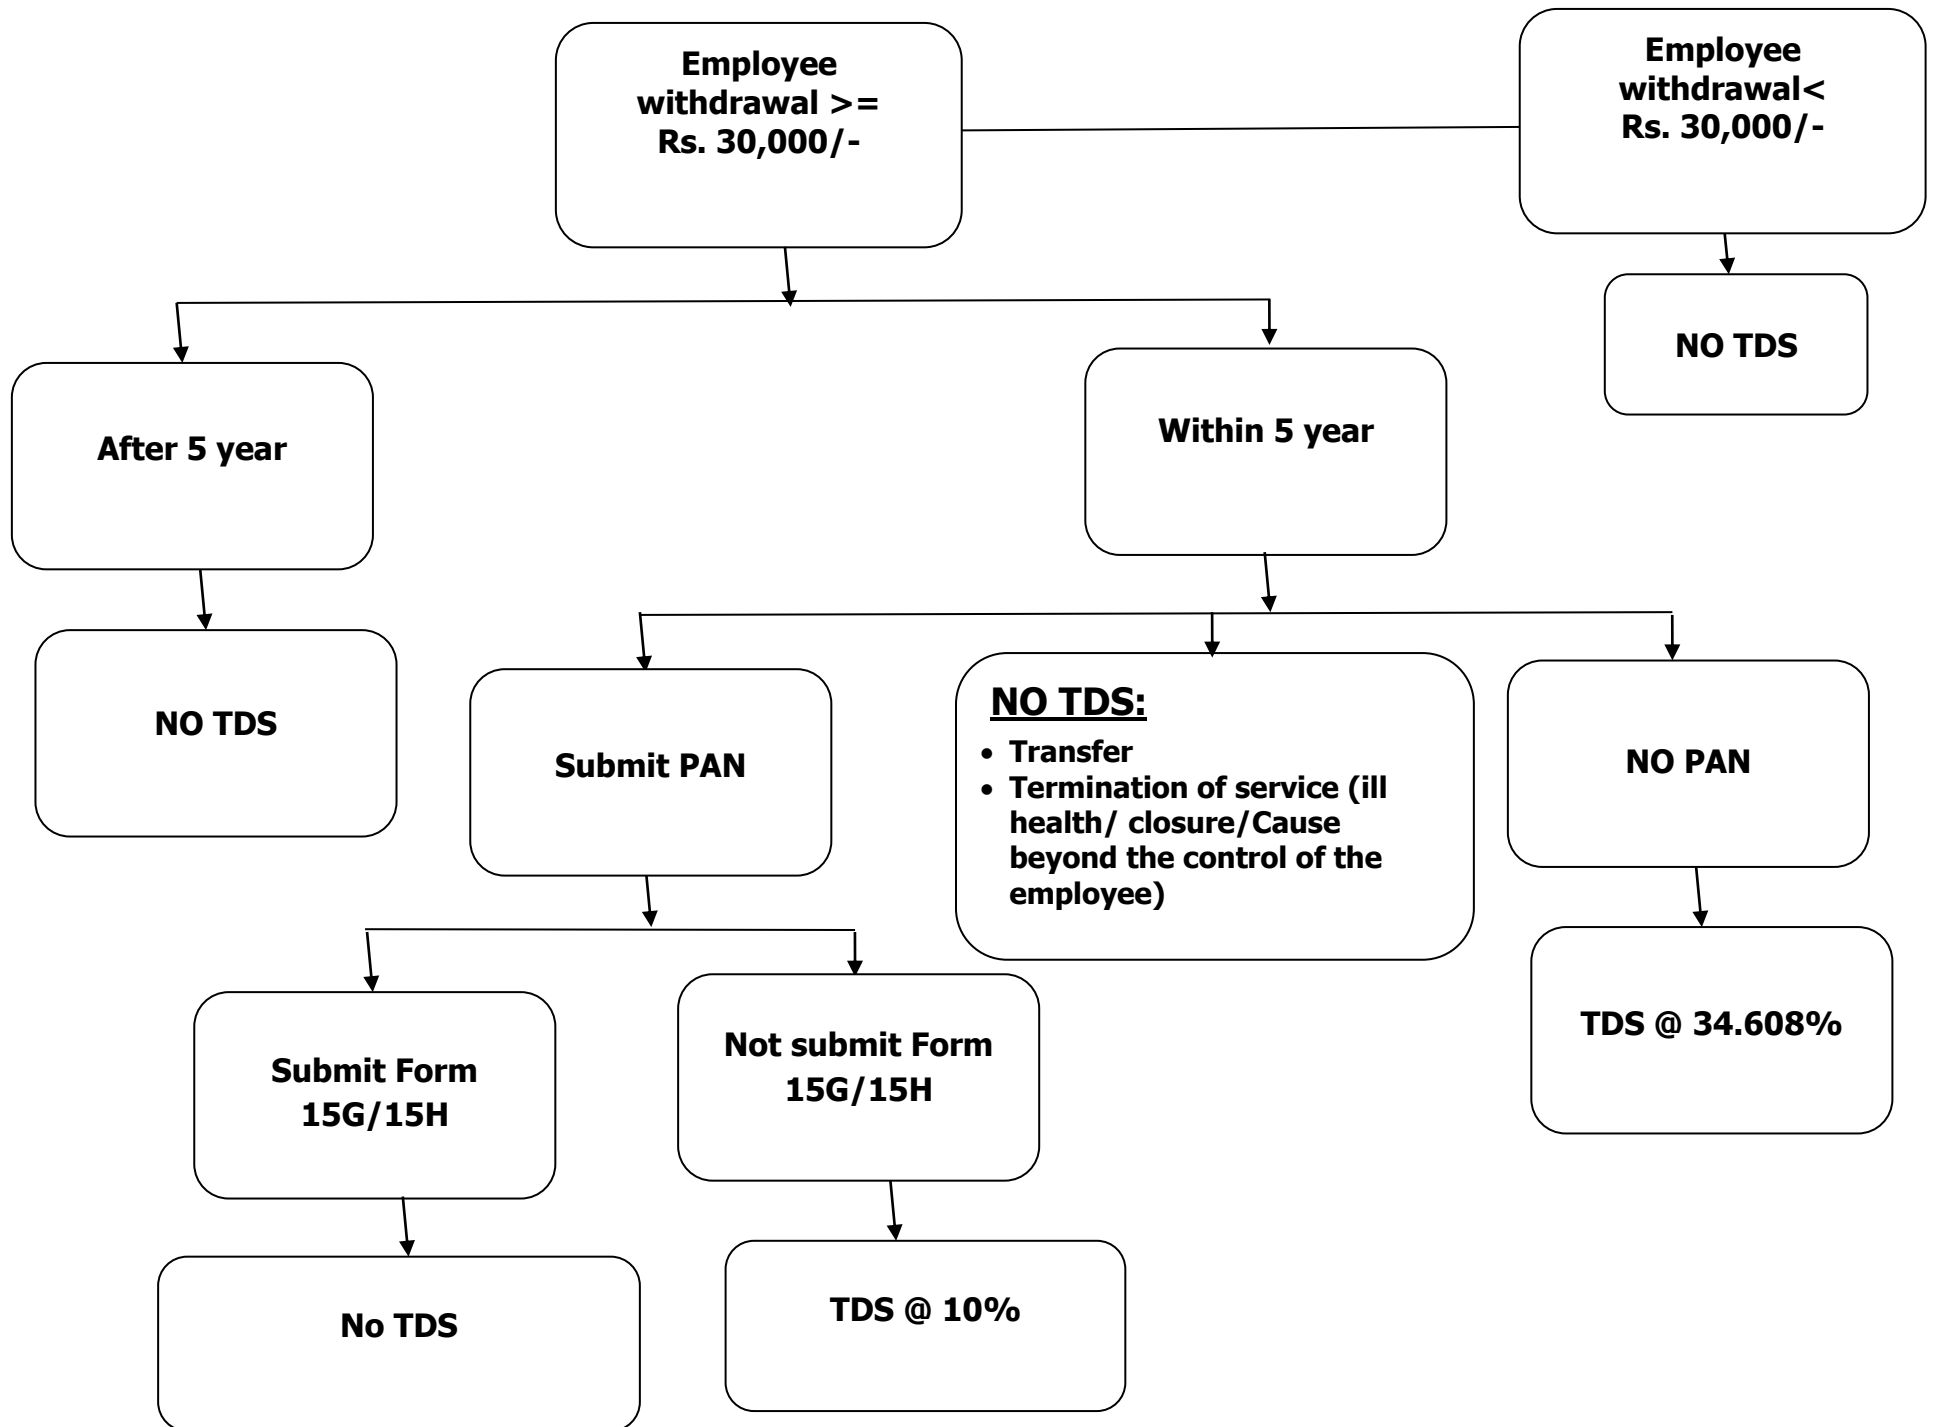 Employee
withdrawal >=
Rs. 30,000/-
Employee
withdrawal<
Rs. 30,000/-
NO TDS
After 5 year
Within 5 year
NO TDS
Submit PAN
NO TDS:
• Transfer
• Termination of service (ill
health/ closure/Cause
beyond the control of the
employee)
NO PAN
Submit Form
15G/15H
Not submit Form
15G/15H
TDS @ 34.608%
No TDS
TDS @ 10%